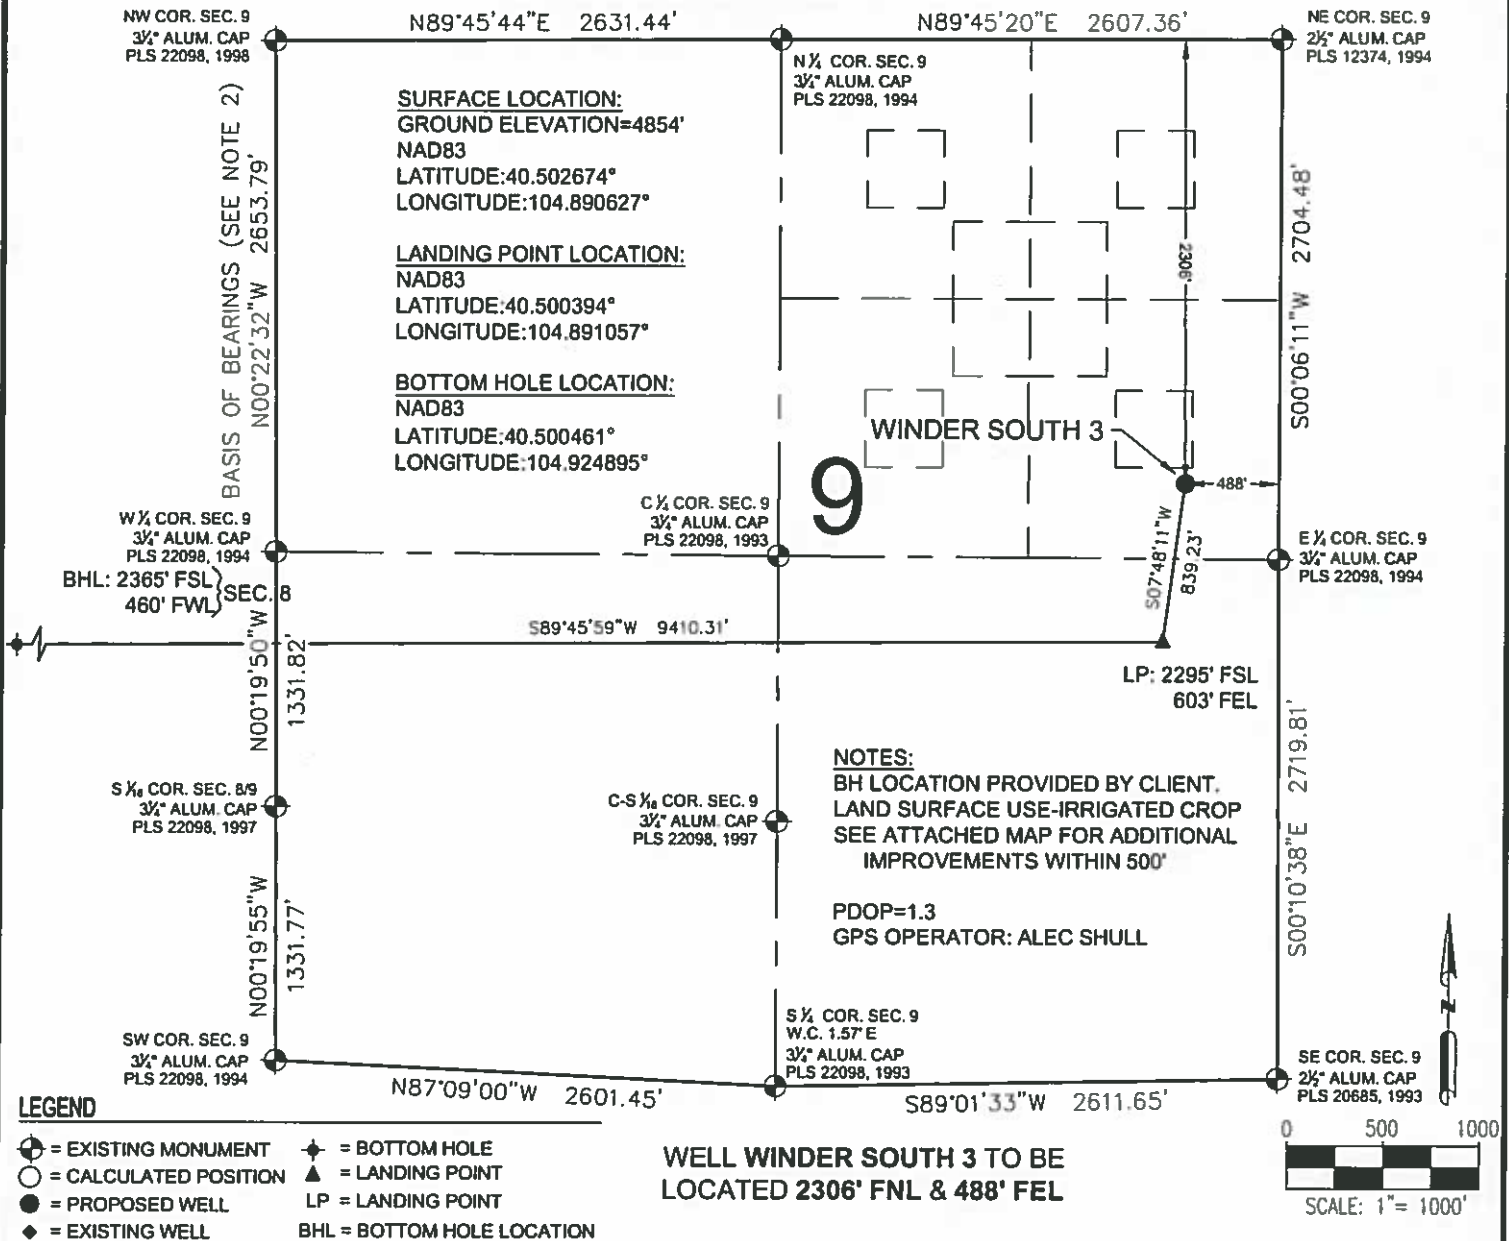 NW COR. SEC. 9
3¼" ALUM. CAP
PLS 22098, 1998
N89°45'44"E 2631.44'
N89°45'20"E 2607.36'
NE COR. SEC. 9
2½" ALUM. CAP
PLS 12374, 1994
N ¼ COR. SEC. 9
3¼" ALUM. CAP
PLS 22098, 1994
BASIS OF BEARINGS (SEE NOTE 2)
N00°22'32"W 2653.79'
SURFACE LOCATION:
GROUND ELEVATION=4854'
NAD83
LATITUDE:40.502674°
LONGITUDE:104.890627°
LANDING POINT LOCATION:
NAD83
LATITUDE:40.500394°
LONGITUDE:104.891057°
BOTTOM HOLE LOCATION:
NAD83
LATITUDE:40.500461°
LONGITUDE:104.924895°
2306'
S00°06'11"W 2704.48'
WINDER SOUTH 3
9
488'
C ¼ COR. SEC. 9
3¼" ALUM. CAP
PLS 22098, 1993
W ¼ COR. SEC. 9
3¼" ALUM. CAP
PLS 22098, 1994
E ¼ COR. SEC. 9
3¼" ALUM. CAP
PLS 22098, 1994
BHL: 2365' FSL
460' FWL
SEC. 8
S07°48'11"W
839.23'
S89°45'59"W 9410.31'
N00°19'50"W
1331.82'
LP: 2295' FSL
603' FEL
S00°10'38"E 2719.81'
NOTES:
BH LOCATION PROVIDED BY CLIENT.
LAND SURFACE USE-IRRIGATED CROP
SEE ATTACHED MAP FOR ADDITIONAL
IMPROVEMENTS WITHIN 500'
PDOP=1.3
GPS OPERATOR: ALEC SHULL
S 1/16 COR. SEC. 8/9
3¼" ALUM. CAP
PLS 22098, 1997
C-S 1/16 COR. SEC. 9
3¼" ALUM. CAP
PLS 22098, 1997
N00°19'55"W
1331.77'
SW COR. SEC. 9
3¼" ALUM. CAP
PLS 22098, 1994
S ¼ COR. SEC. 9
W.C. 1.57' E
3¼" ALUM. CAP
PLS 22098, 1993
SE COR. SEC. 9
2½" ALUM. CAP
PLS 20685, 1993
N87°09'00"W 2601.45'
S89°01'33"W 2611.65'
N
LEGEND
= EXISTING MONUMENT
= CALCULATED POSITION
= PROPOSED WELL
= EXISTING WELL
= BOTTOM HOLE
= LANDING POINT
LP = LANDING POINT
BHL = BOTTOM HOLE LOCATION
WELL WINDER SOUTH 3 TO BE
LOCATED 2306' FNL & 488' FEL
0 500 1000
SCALE: 1"= 1000'